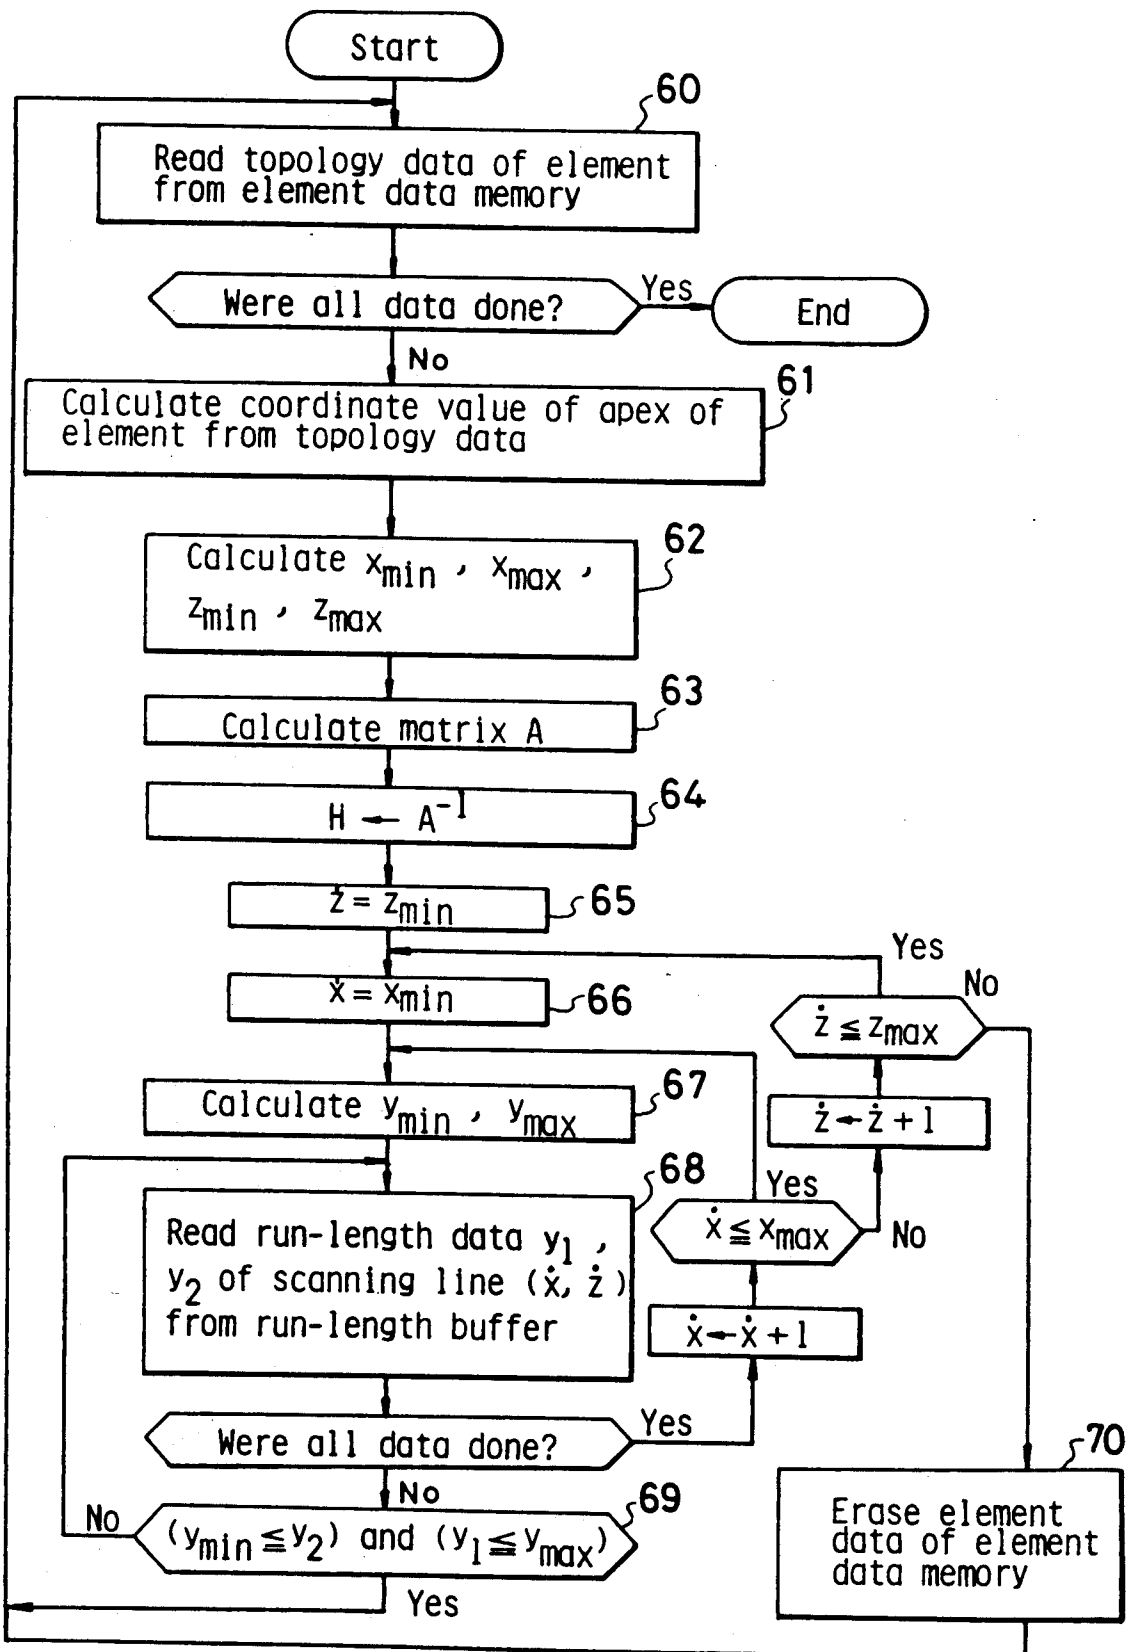 Start
60
Read topology data of element
from element data memory
Were all data done?
Yes
End
No
61
Calculate coordinate value of apex of
element from topology data
62
Calculate xmin , xmax ,
zmin , zmax
63
Calculate matrix A
64
H ← A⁻¹
ż = zmin
65
Yes
ẋ = xmin
66
No
ż ≦ zmax
67
Calculate ymin , ymax
ż ← ż + 1
68
Yes
Read run-length data y1 ,
y2 of scanning line (ẋ, ż)
from run-length buffer
ẋ ≦ xmax
No
ẋ ← ẋ + 1
Yes
Were all data done?
70
No
69
No
(ymin ≦ y2) and (y1 ≦ ymax)
Erase element
data of element
data memory
Yes